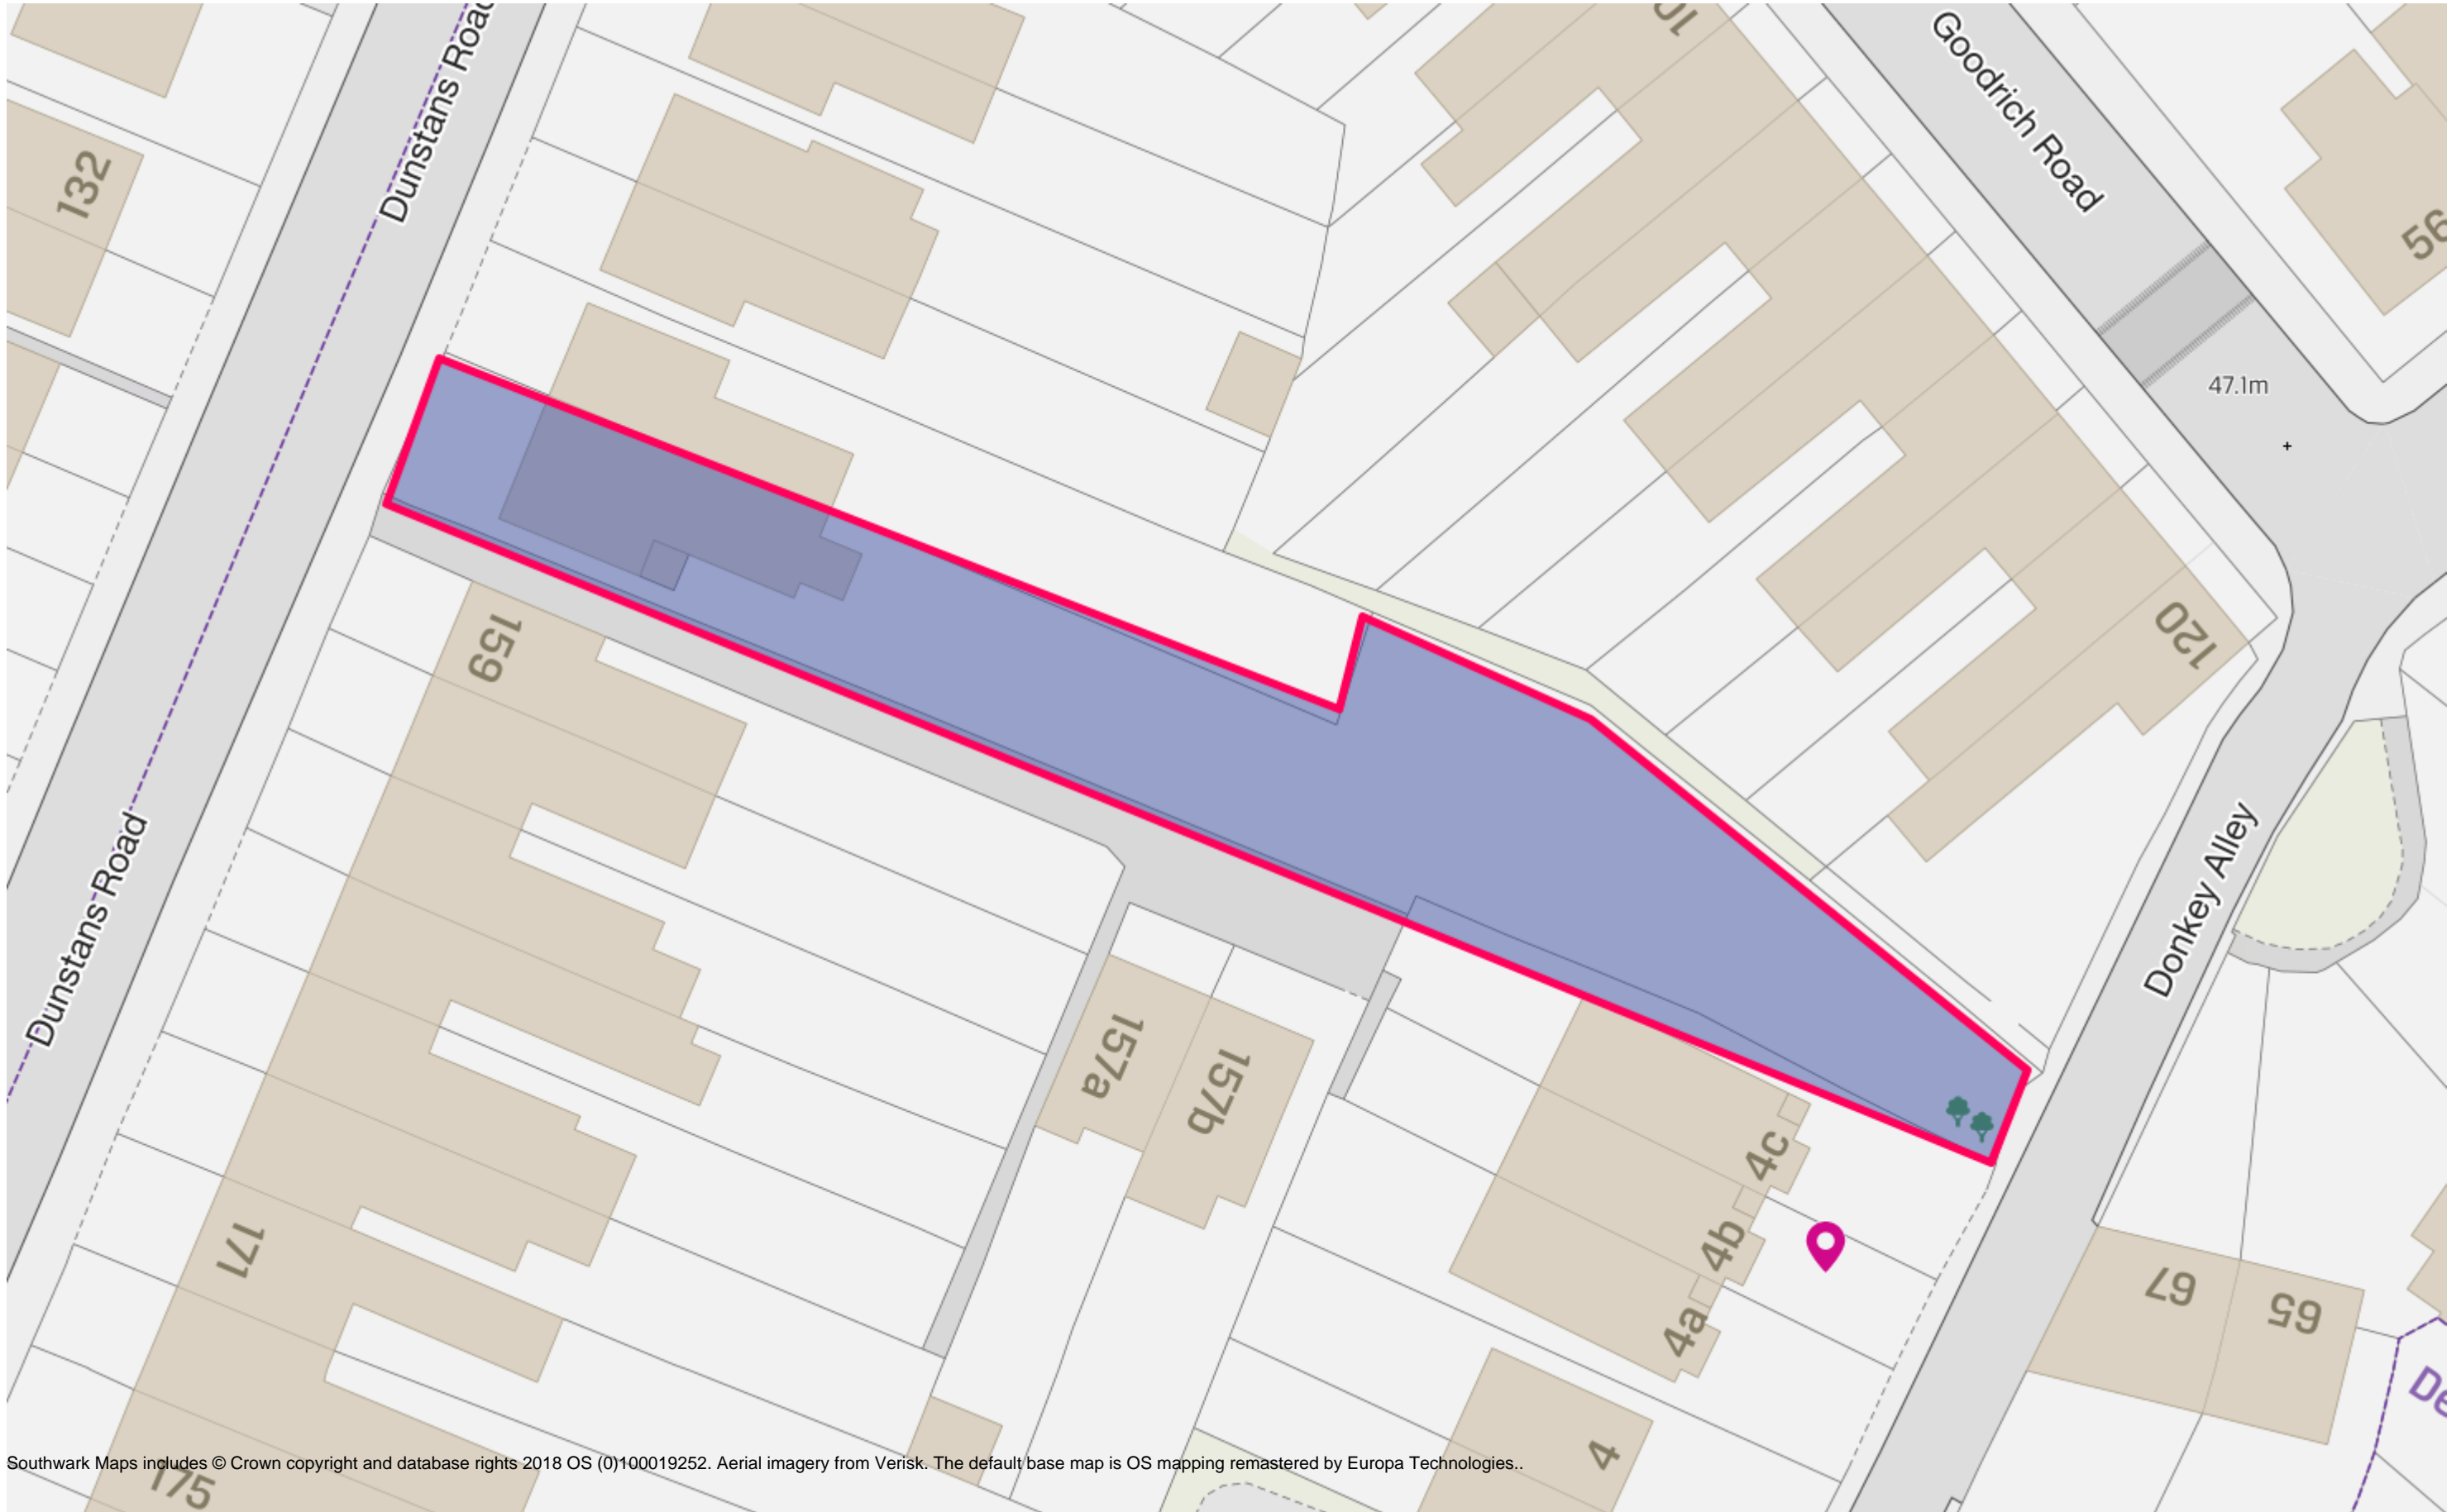 Dunstans Road
10
Goodrich Road
132
56
47.1m
159
120
Dunstans Road
Donkey Alley
157a
157b
4c
4b
4a
171
67
65
De
4
175
Southwark Maps includes © Crown copyright and database rights 2018 OS (0)100019252. Aerial imagery from Verisk. The default base map is OS mapping remastered by Europa Technologies..